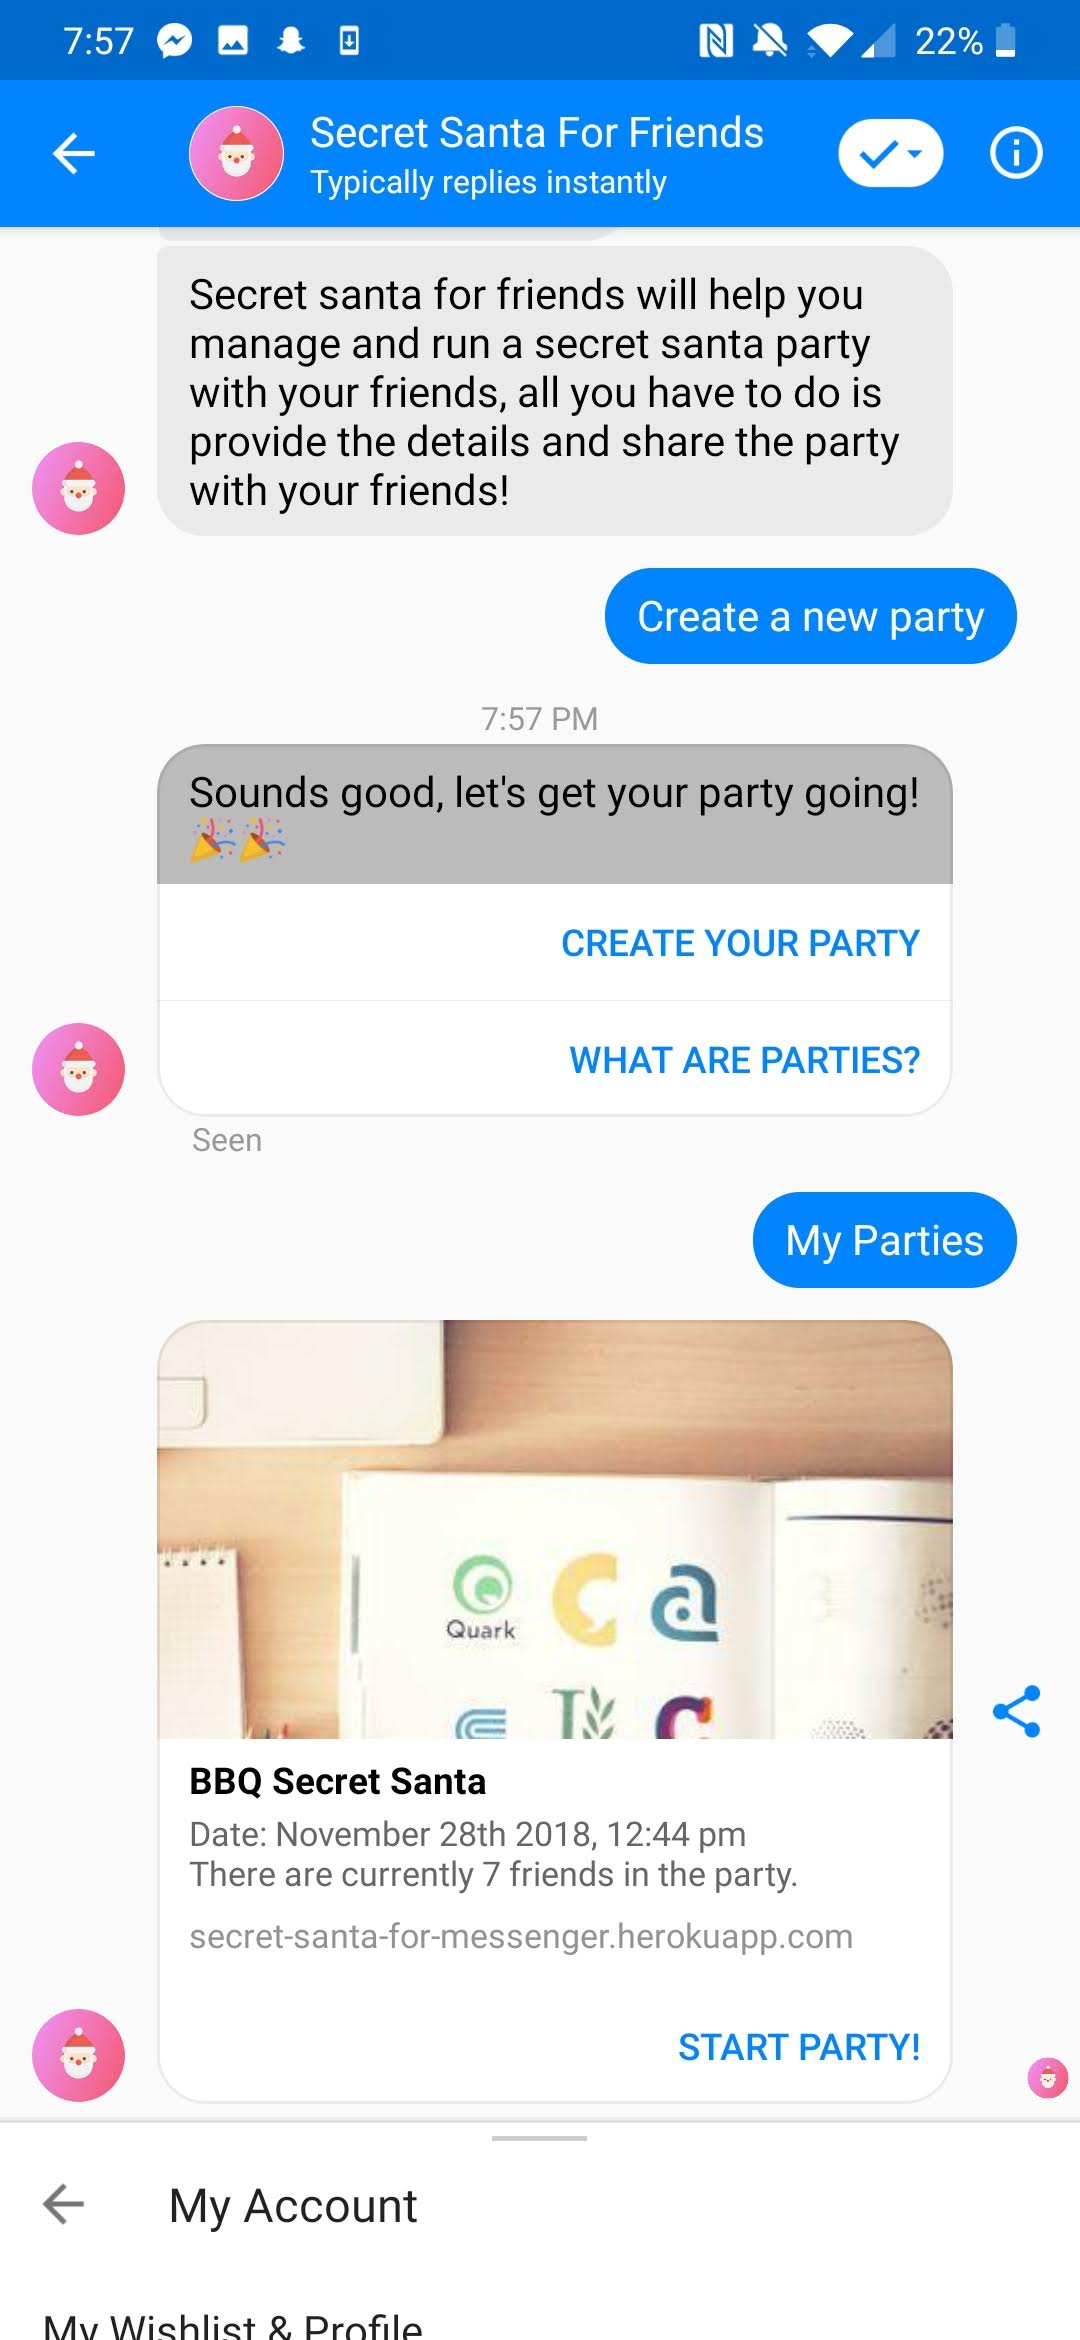 7:57
22%
Secret Santa For Friends
Typically replies instantly
Secret santa for friends will help you
manage and run a secret santa party
with your friends, all you have to do is
provide the details and share the party
with your friends!
Create a new party
7:57 PM
Sounds good, let's get your party going!
🎉🎉
CREATE YOUR PARTY
WHAT ARE PARTIES?
Seen
My Parties
Quark
BBQ Secret Santa
Date: November 28th 2018, 12:44 pm
There are currently 7 friends in the party.
secret-santa-for-messenger.herokuapp.com
START PARTY!
My Account
My Wishlist & Profile